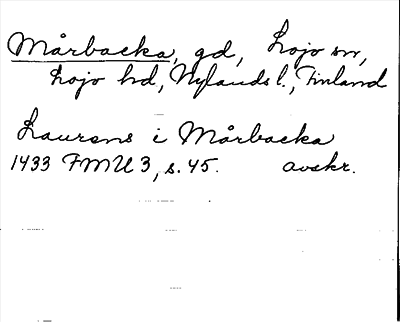 Mårbacka, gd, Lojo sn,
Lojo hd, Nylands l., Finland
Laurens i Mårbacka
1433 FMU 3, s. 45. avskr.